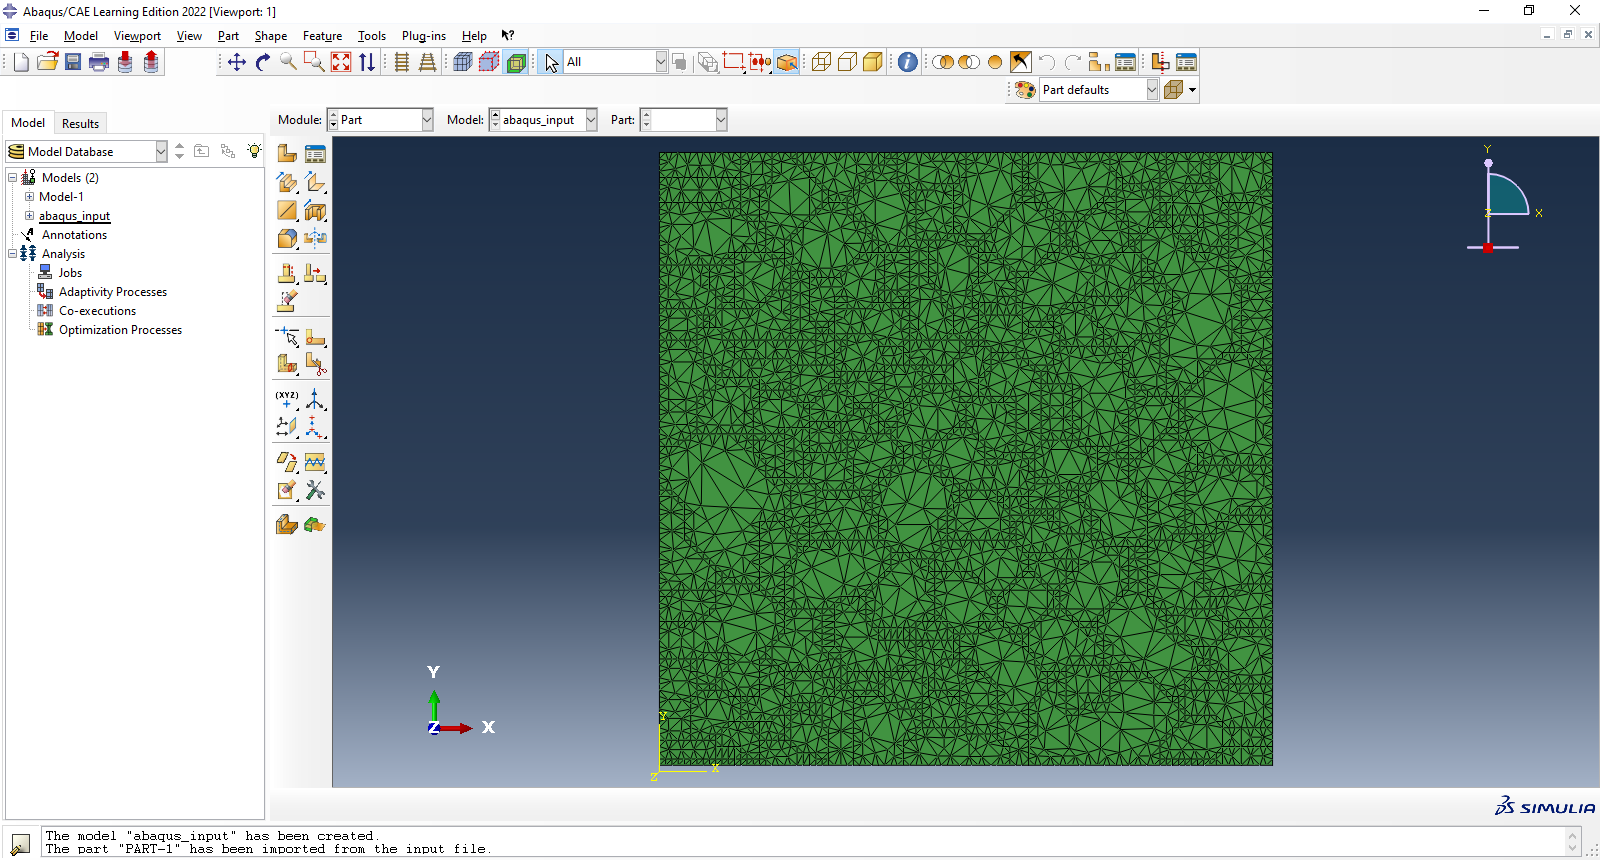 Abaqus/CAE Learning Edition 2022 [Viewport: 1]
File Model Viewport View Part Shape Feature Tools Plug-ins Help
All
Part defaults
Model Results
Module: Part Model: abaqus_input Part:
Model Database
Models (2)
Model-1
abaqus_input
Annotations
Analysis
Jobs
Adaptivity Processes
Co-executions
Optimization Processes
(XYZ)
Y
Z X
Y
Z X
Y
X
Z
SIMULIA
The model "abaqus_input" has been created.
The part "PART-1" has been imported from the input file.